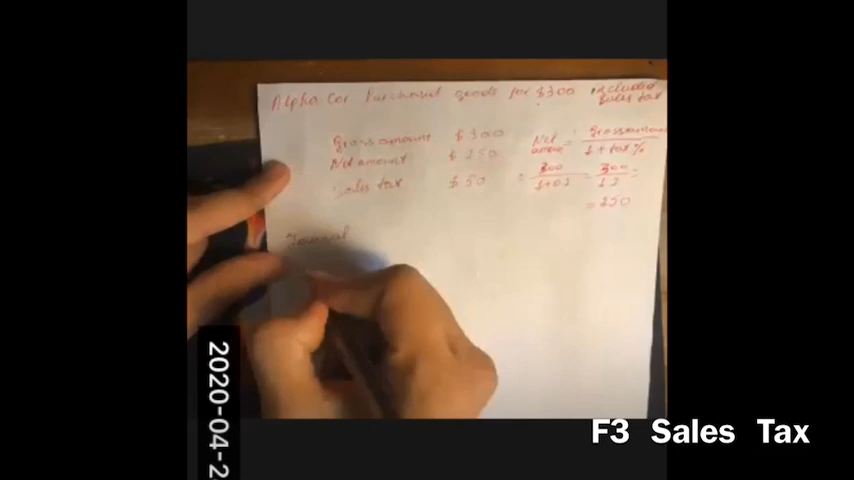 Alpha Co. Purchased goods for $300 included
sales tax
Gross amount $300
Net amount $250
Sales tax $50
Net amount = gross amount
1 + tax %
= 300 = 300 =
1+0.2 1.2
= 250
Journal
2020-04-2
F3 Sales Tax